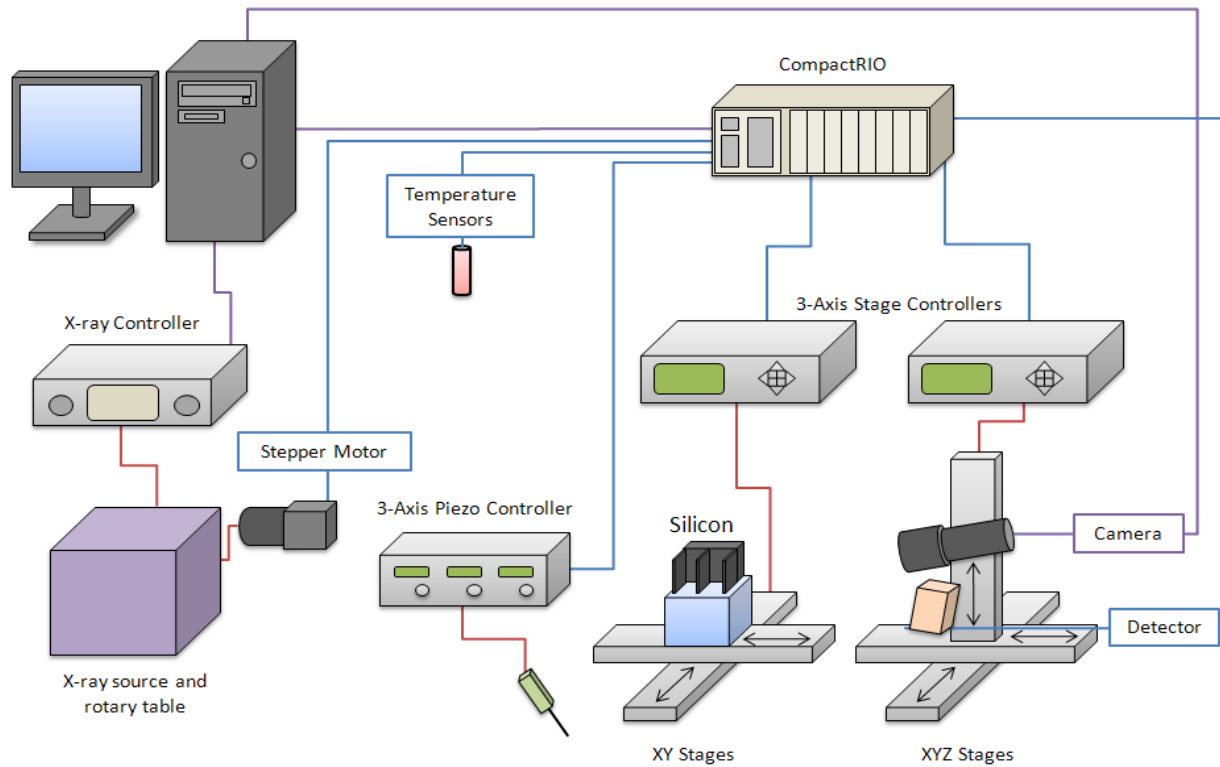 CompactRIO
Temperature
Sensors
3-Axis Stage Controllers
X-ray Controller
Stepper Motor
3-Axis Piezo Controller
Silicon
Camera
Detector
X-ray source and
rotary table
XY Stages
XYZ Stages